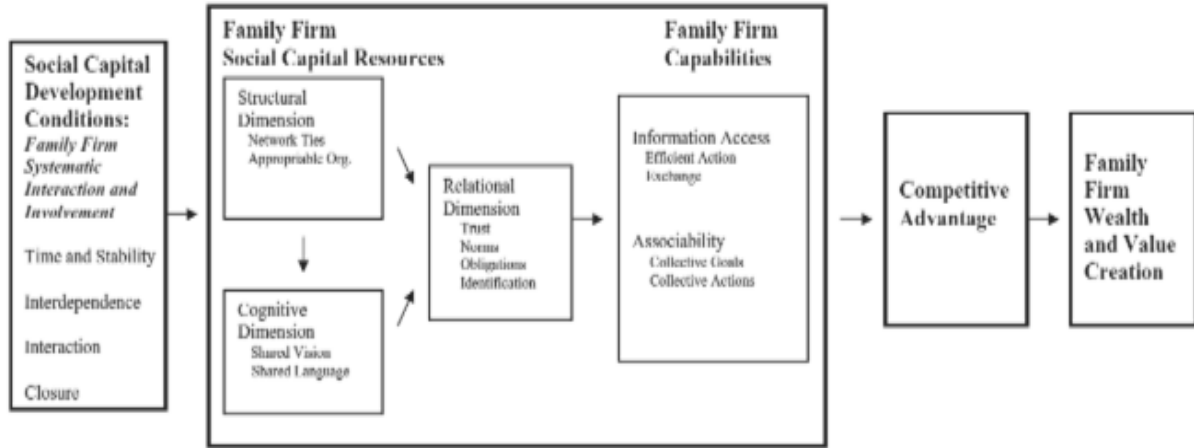 Social Capital
Development
Conditions:
Family Firm
Systematic
Interaction and
Involvement
Time and Stability
Interdependence
Interaction
Closure
Family Firm
Social Capital Resources
Structural
Dimension
Network Ties
Appropriable Org.
Cognitive
Dimension
Shared Vision
Shared Language
Relational
Dimension
Trust
Norms
Obligations
Identification
Family Firm
Capabilities
Information Access
Efficient Action
Exchange
Associability
Collective Goals
Collective Actions
Competitive
Advantage
Family
Firm
Wealth
and Value
Creation